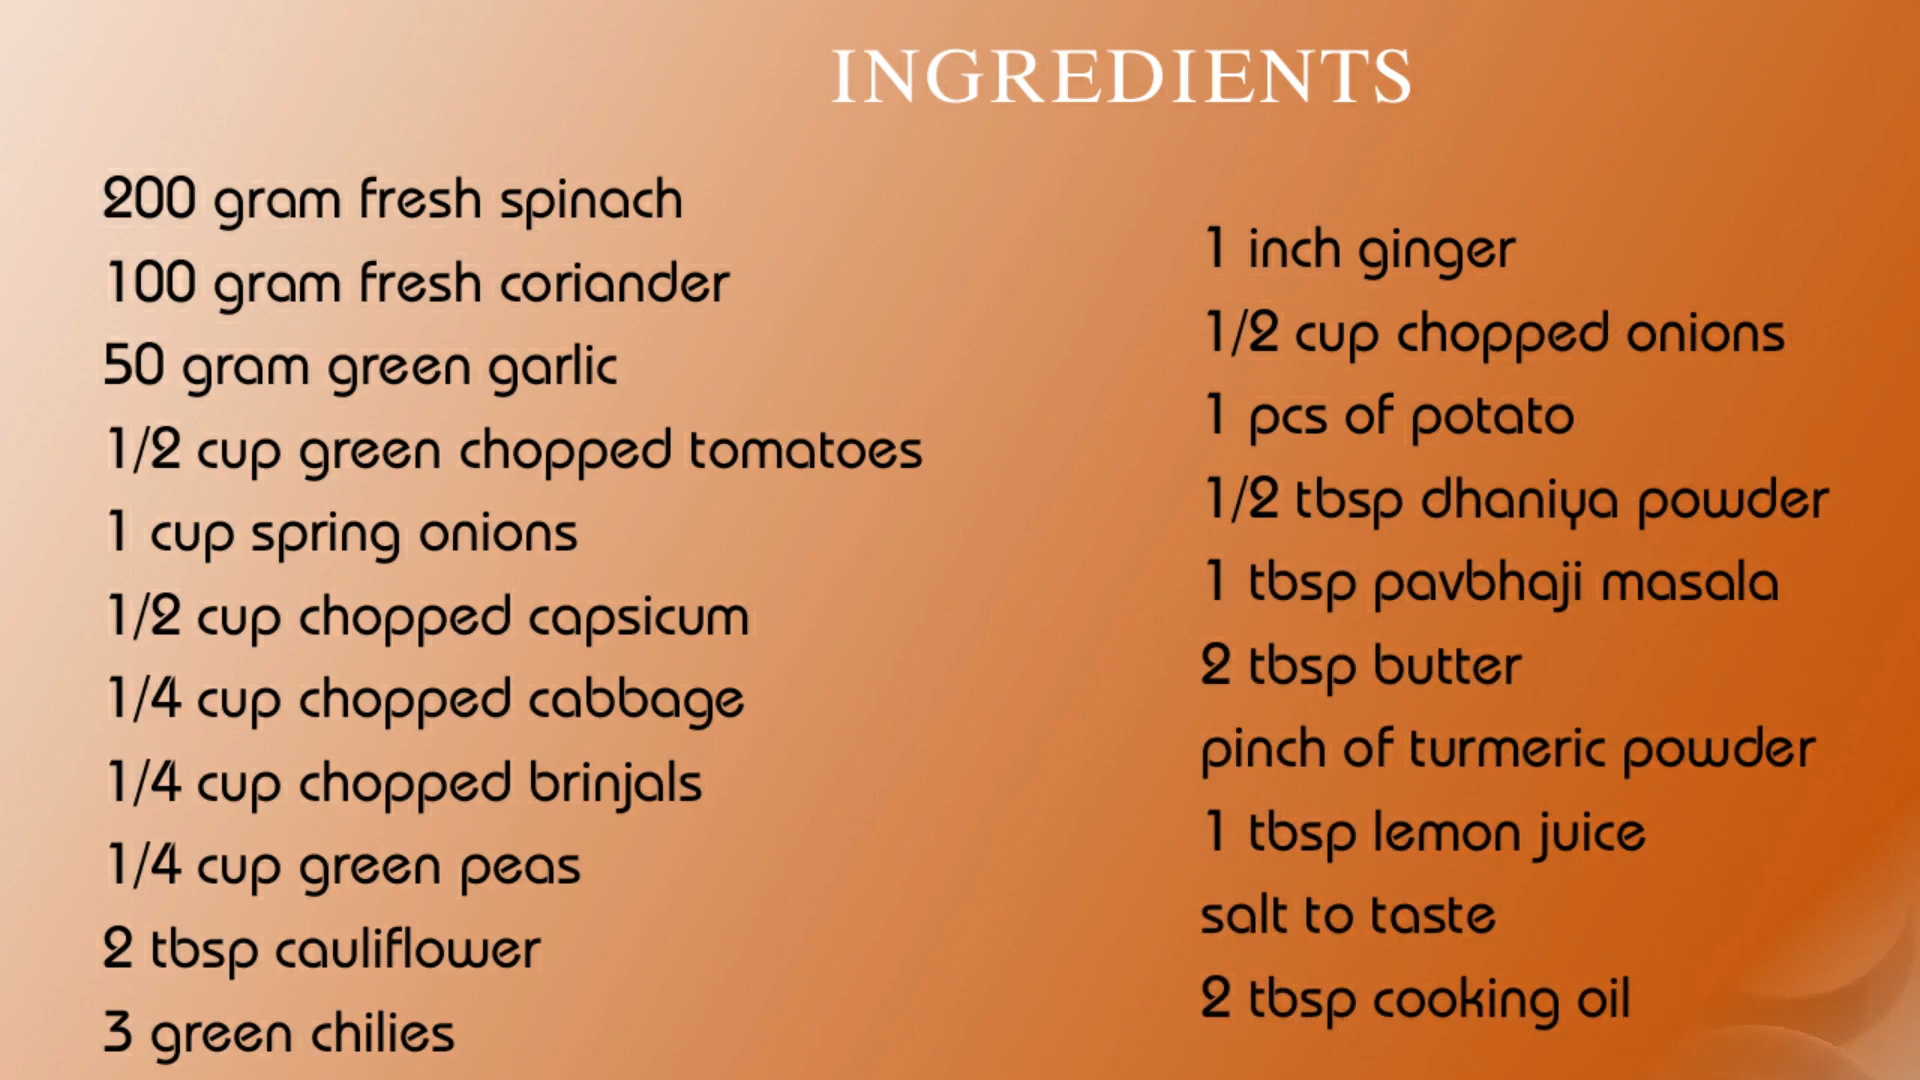 INGREDIENTS
200 gram fresh spinach
100 gram fresh coriander
50 gram green garlic
1/2 cup green chopped tomatoes
1 cup spring onions
1/2 cup chopped capsicum
1/4 cup chopped cabbage
1/4 cup chopped brinjals
1/4 cup green peas
2 tbsp cauliflower
3 green chilies
1 inch ginger
1/2 cup chopped onions
1 pcs of potato
1/2 tbsp dhaniya powder
1 tbsp pavbhaji masala
2 tbsp butter
pinch of turmeric powder
1 tbsp lemon juice
salt to taste
2 tbsp cooking oil